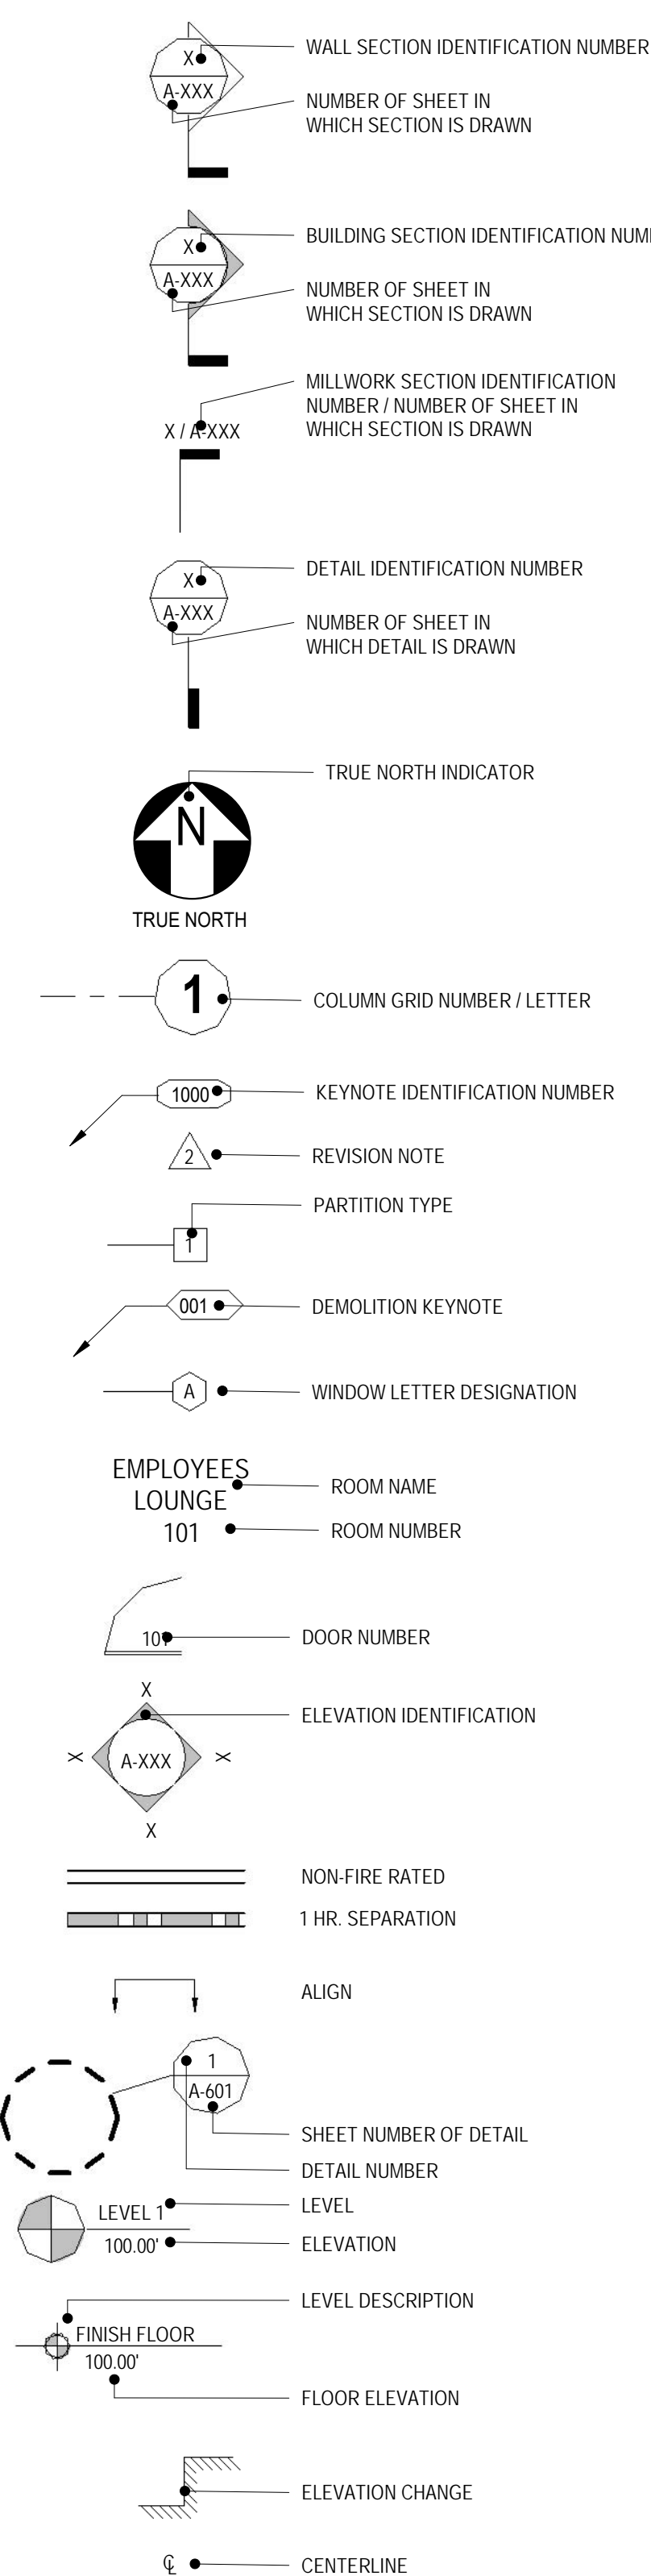 X
A-XXX
WALL SECTION IDENTIFICATION NUMBER
NUMBER OF SHEET IN
WHICH SECTION IS DRAWN
X
A-XXX
BUILDING SECTION IDENTIFICATION
NUMBER OF SHEET IN
WHICH SECTION IS DRAWN
X / A-XXX
MILLWORK SECTION IDENTIFICATION
NUMBER / NUMBER OF SHEET IN
WHICH SECTION IS DRAWN
X
A-XXX
DETAIL IDENTIFICATION NUMBER
NUMBER OF SHEET IN
WHICH DETAIL IS DRAWN
N
TRUE NORTH
TRUE NORTH INDICATOR
1
COLUMN GRID NUMBER / LETTER
1000
KEYNOTE IDENTIFICATION NUMBER
2
REVISION NOTE
1
PARTITION TYPE
001
DEMOLITION KEYNOTE
A
WINDOW LETTER DESIGNATION
EMPLOYEES
LOUNGE
101
ROOM NAME
ROOM NUMBER
101
DOOR NUMBER
X
X
A-XXX
X
X
ELEVATION IDENTIFICATION
NON-FIRE RATED
1 HR. SEPARATION
ALIGN
1
A-601
SHEET NUMBER OF DETAIL
DETAIL NUMBER
LEVEL 1
100.00'
LEVEL
ELEVATION
LEVEL DESCRIPTION
FINISH FLOOR
100.00'
FLOOR ELEVATION
ELEVATION CHANGE
℄
CENTERLINE